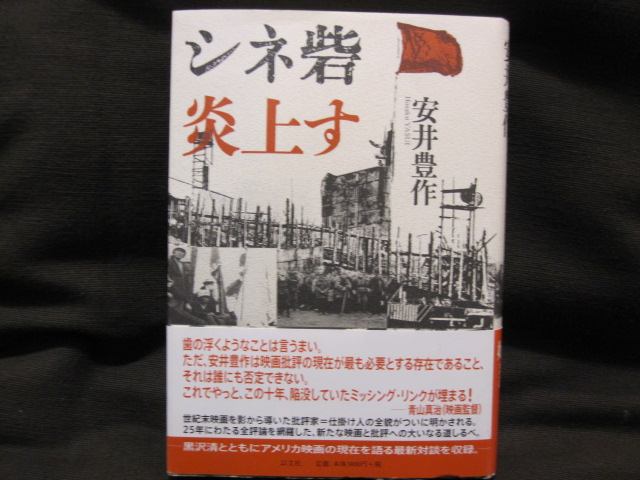 シネ砦
炎上す
安井豊作
Housaku YASUI
歯の浮くようなことは言うまい。
ただ、安井豊作は映画批評の現在が最も必要とする存在であること、
それは誰にも否定できない。
これでやっと、この十年、陥没していたミッシング・リンクが埋まる!
──青山真治(映画監督)
世紀末映画を影から導いた批評家=仕掛け人の全貌がついに明かされる。
25年にわたる全評論を網羅した、新たな映画と批評への大いなる道しるべ。
──黒沢清とともにアメリカ映画の現在を語る最新対談を収録。──
以文社
安井豊作